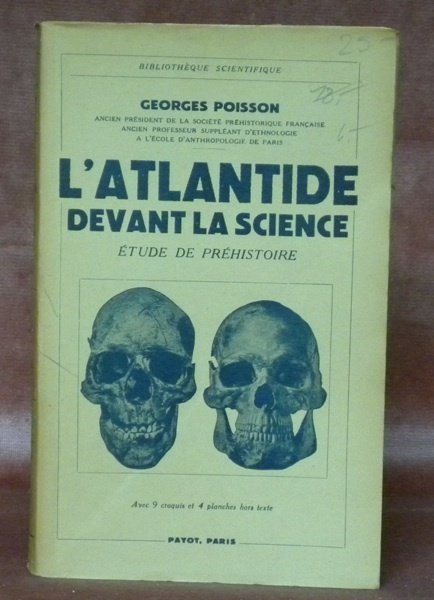 25-
BIBLIOTHÈQUE SCIENTIFIQUE
GEORGES POISSON
ANCIEN PRÉSIDENT DE LA SOCIÉTÉ PRÉHISTORIQUE FRANÇAISE
ANCIEN PROFESSEUR SUPPLÉANT D'ETHNOLOGIE
A L'ÉCOLE D'ANTHROPOLOGIE DE PARIS
L'ATLANTIDE
DEVANT LA SCIENCE
ÉTUDE DE PRÉHISTOIRE
Avec 9 croquis et 4 planches hors texte
PAYOT, PARIS